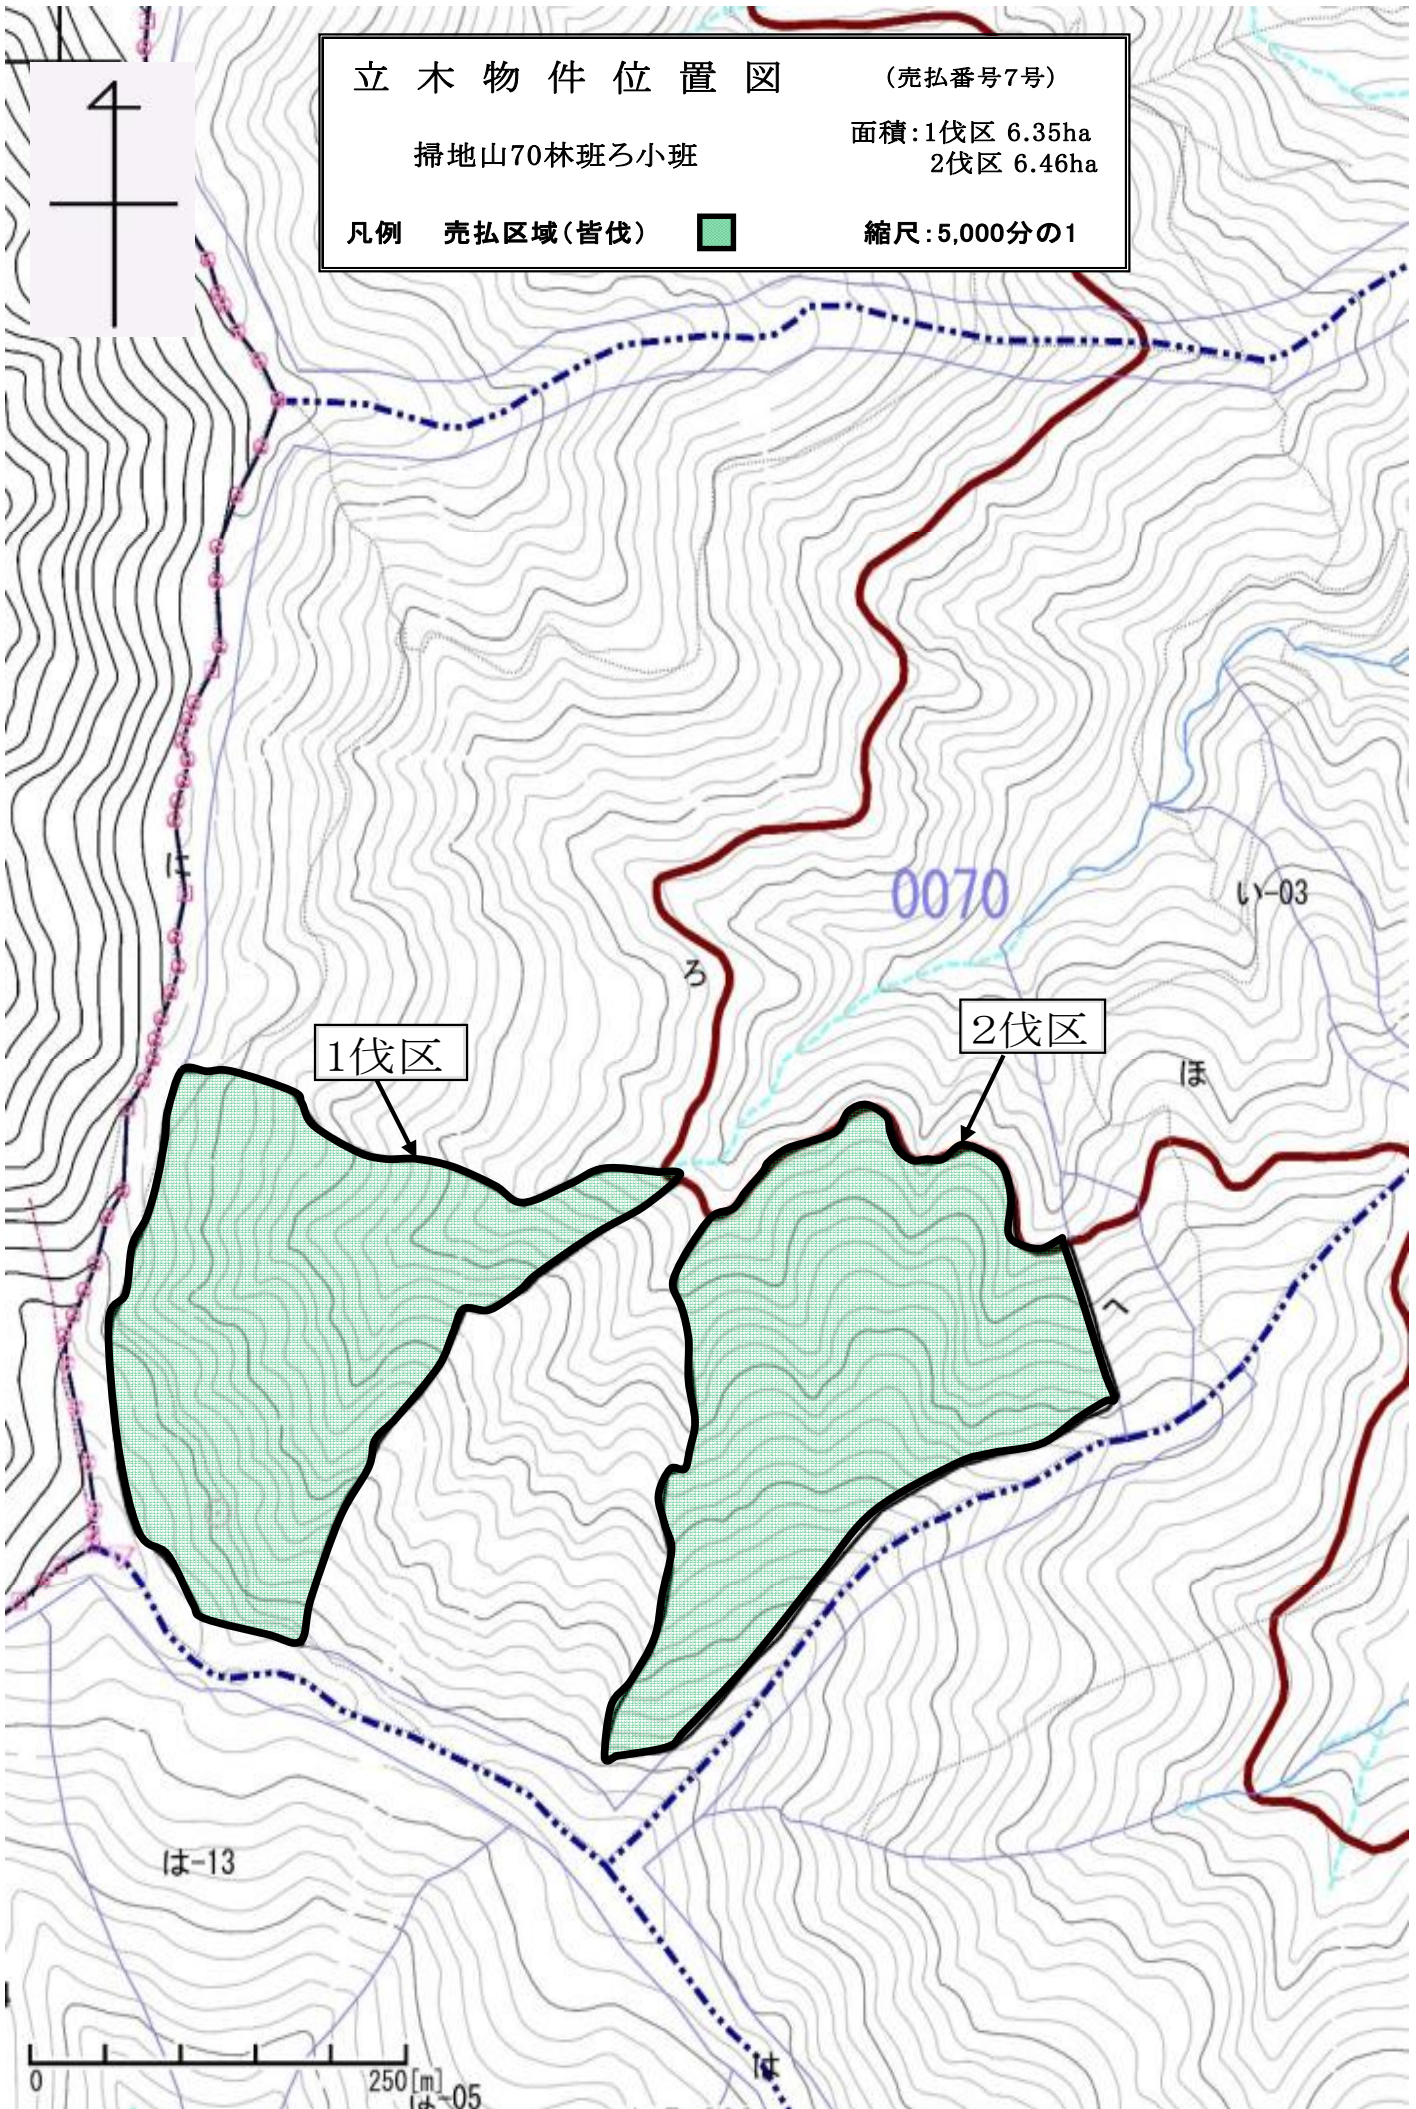 立木物件位置図 (売払番号7号)
掃地山70林班ろ小班
面積:1伐区 6.35ha
2伐区 6.46ha
凡例 売払区域(皆伐) 縮尺:5,000分の1
に
0070
い-03
ろ
1伐区
2伐区
ほ
へ
は-13
は
0 250[m]
は-05